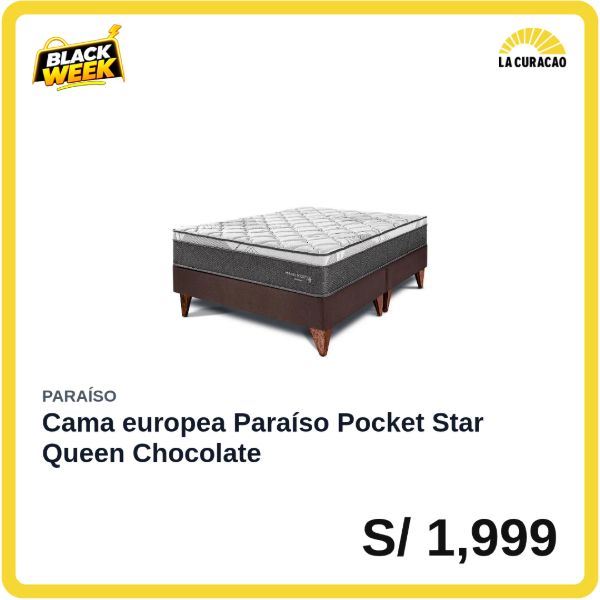 BLACK
WEEK
LA CURACAO
PARAÍSO
Cama europea Paraíso Pocket Star
Queen Chocolate
S/ 1,999